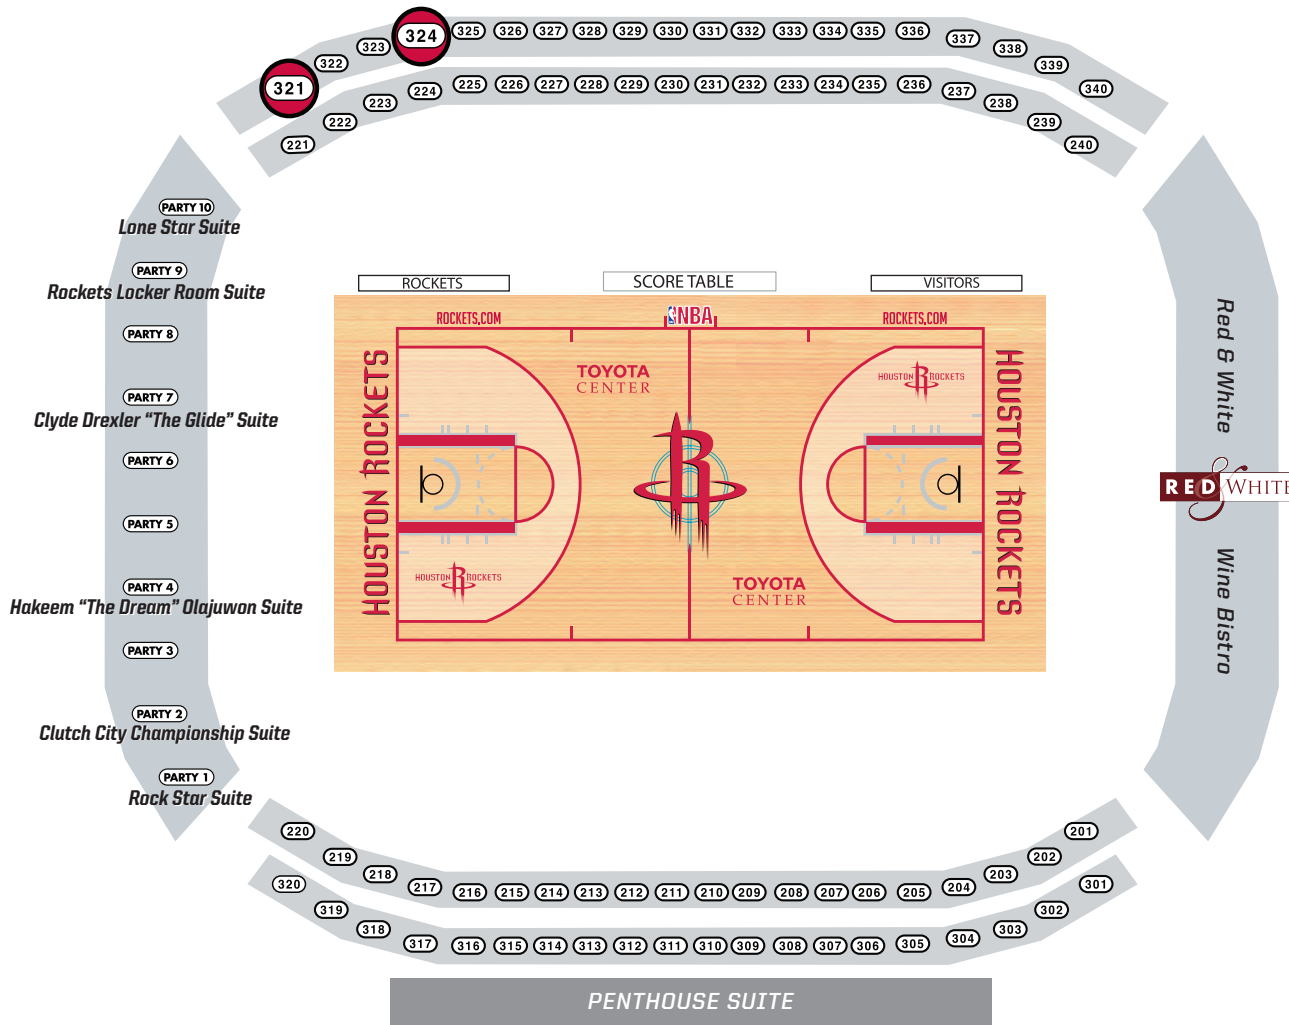 324 325 326 327 328 329 330 331 332 333 334 335 336 337
321 322 323 338 339 340
224 225 226 227 228 229 230 231 232 233 234 235 236 237
221 222 223 238 239 240
PARTY 10
Lone Star Suite
PARTY 9
Rockets Locker Room Suite
PARTY 8
PARTY 7
Clyde Drexler “The Glide” Suite
PARTY 6
PARTY 5
PARTY 4
Hakeem “The Dream” Olajuwon Suite
PARTY 3
PARTY 2
Clutch City Championship Suite
PARTY 1
Rock Star Suite
ROCKETS
SCORE TABLE
VISITORS
ROCKETS.COM
NBA
ROCKETS.COM
HOUSTON ROCKETS
TOYOTA
CENTER
HOUSTON R ROCKETS
HOUSTON ROCKETS
R
HOUSTON R ROCKETS
TOYOTA
CENTER
Red & White
RED & WHITE
Wine Bistro
220 219 218 217 216 215 214 213 212 211 210 209 208 207 206 205 204 203 202 201
320 319 318 317 316 315 314 313 312 311 310 309 308 307 306 305 304 303 302 301
PENTHOUSE SUITE